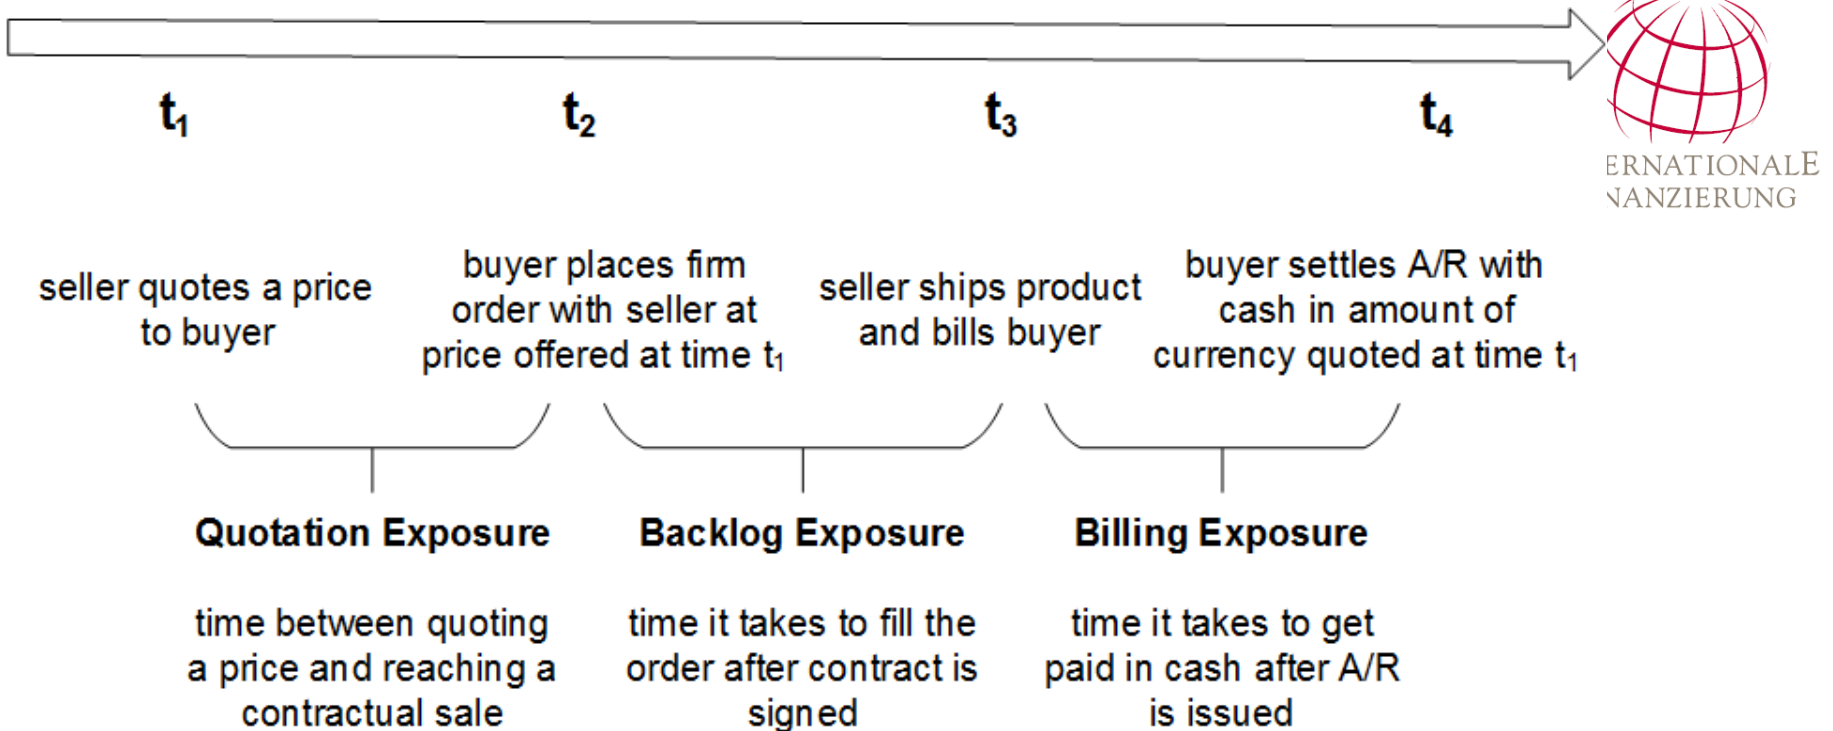 t1 t2 t3 t4
ERNATIONALE
NANZIERUNG
seller quotes a price
to buyer
buyer places firm
order with seller at
price offered at time t1
seller ships product
and bills buyer
buyer settles A/R with
cash in amount of
currency quoted at time t1
Quotation Exposure
time between quoting
a price and reaching a
contractual sale
Backlog Exposure
time it takes to fill the
order after contract is
signed
Billing Exposure
time it takes to get
paid in cash after A/R
is issued